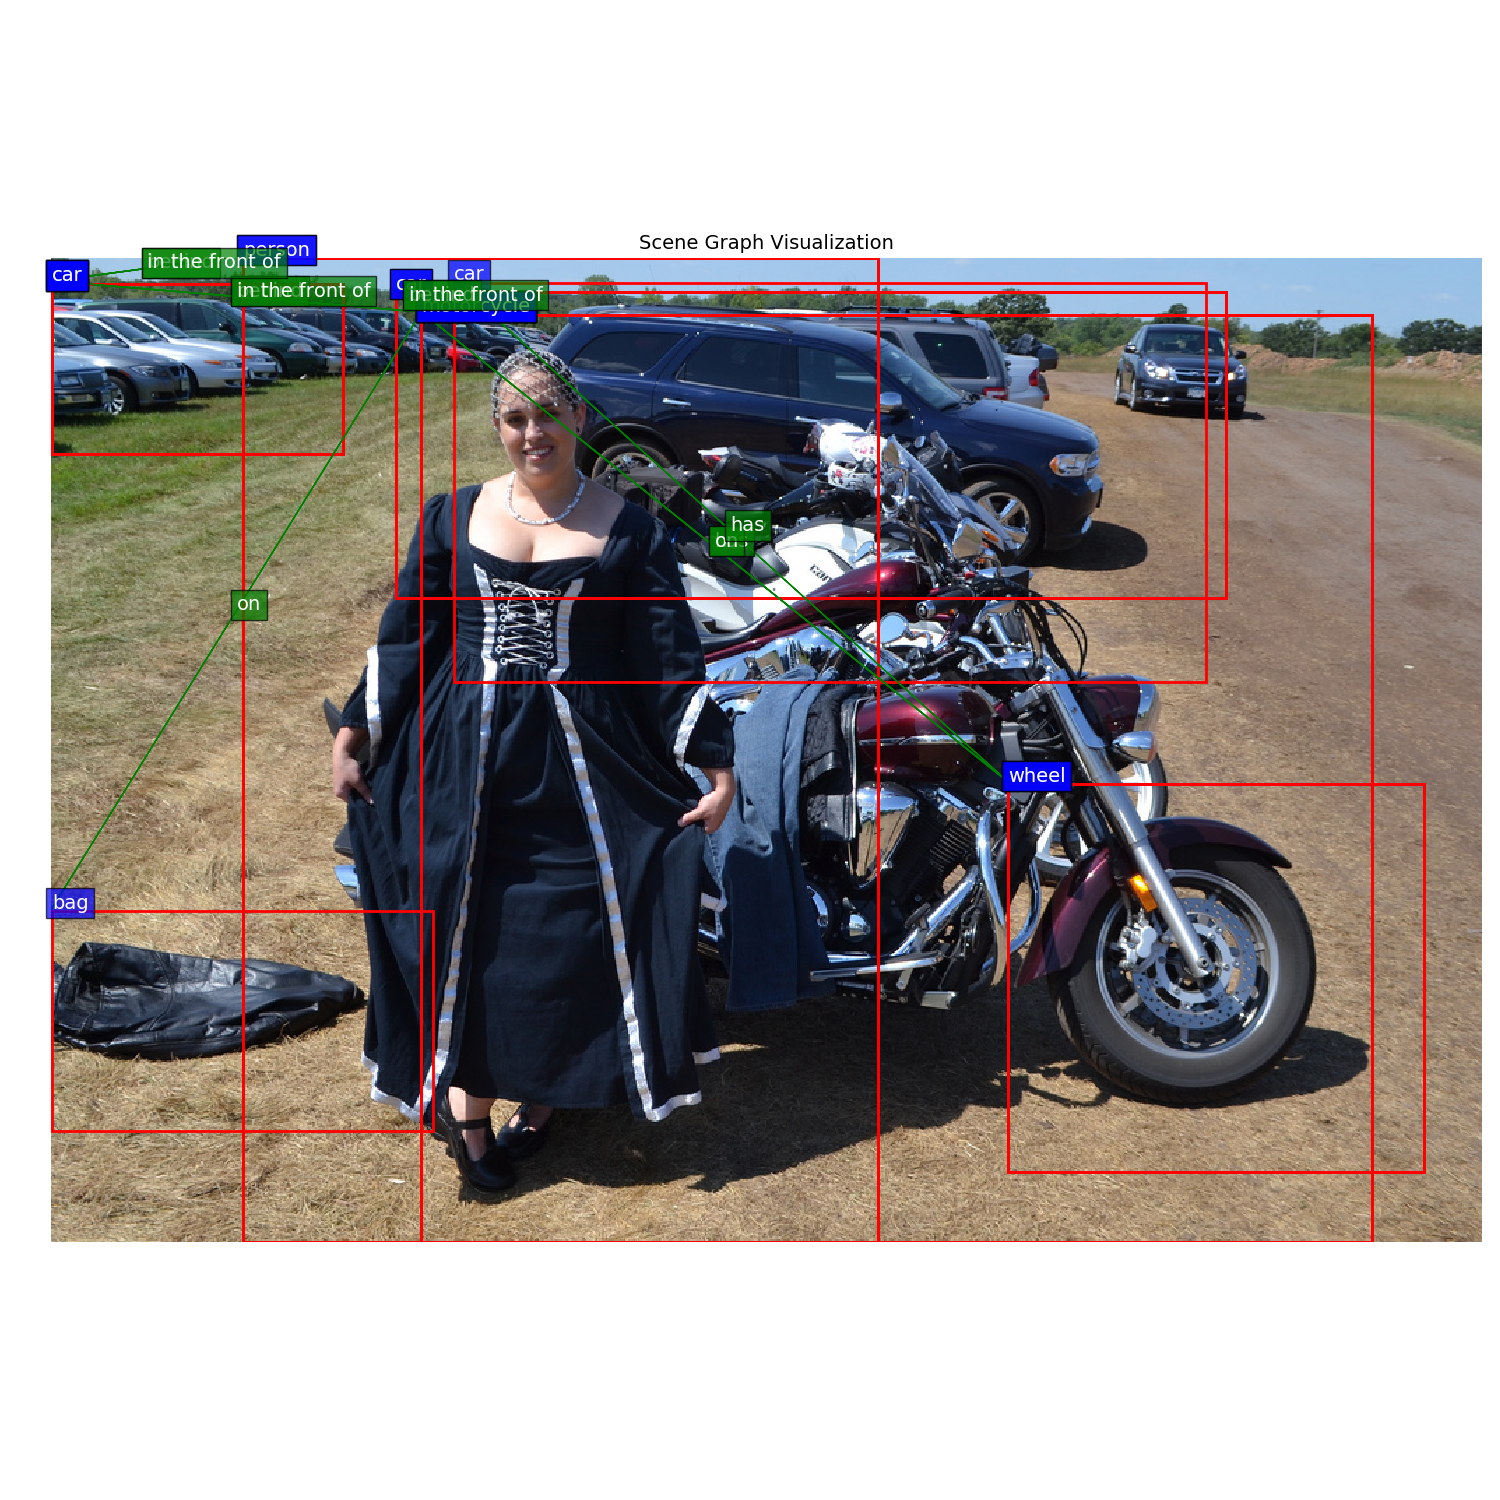 Scene Graph Visualization
person
in the front of
car
car
car
in the front of
in the front of
motorcycle
has
on
on
wheel
bag